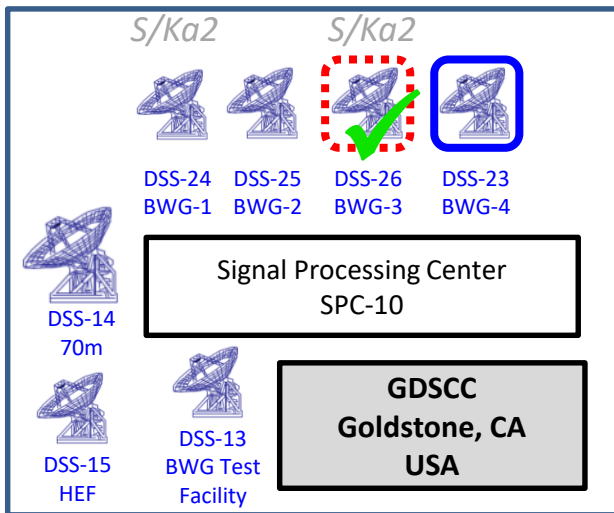 S/Ka2
S/Ka2
DSS-24
BWG-1
DSS-25
BWG-2
DSS-26
BWG-3
DSS-23
BWG-4
Signal Processing Center
SPC-10
DSS-14
70m
DSS-15
HEF
DSS-13
BWG Test
Facility
GDSCC
Goldstone, CA
USA